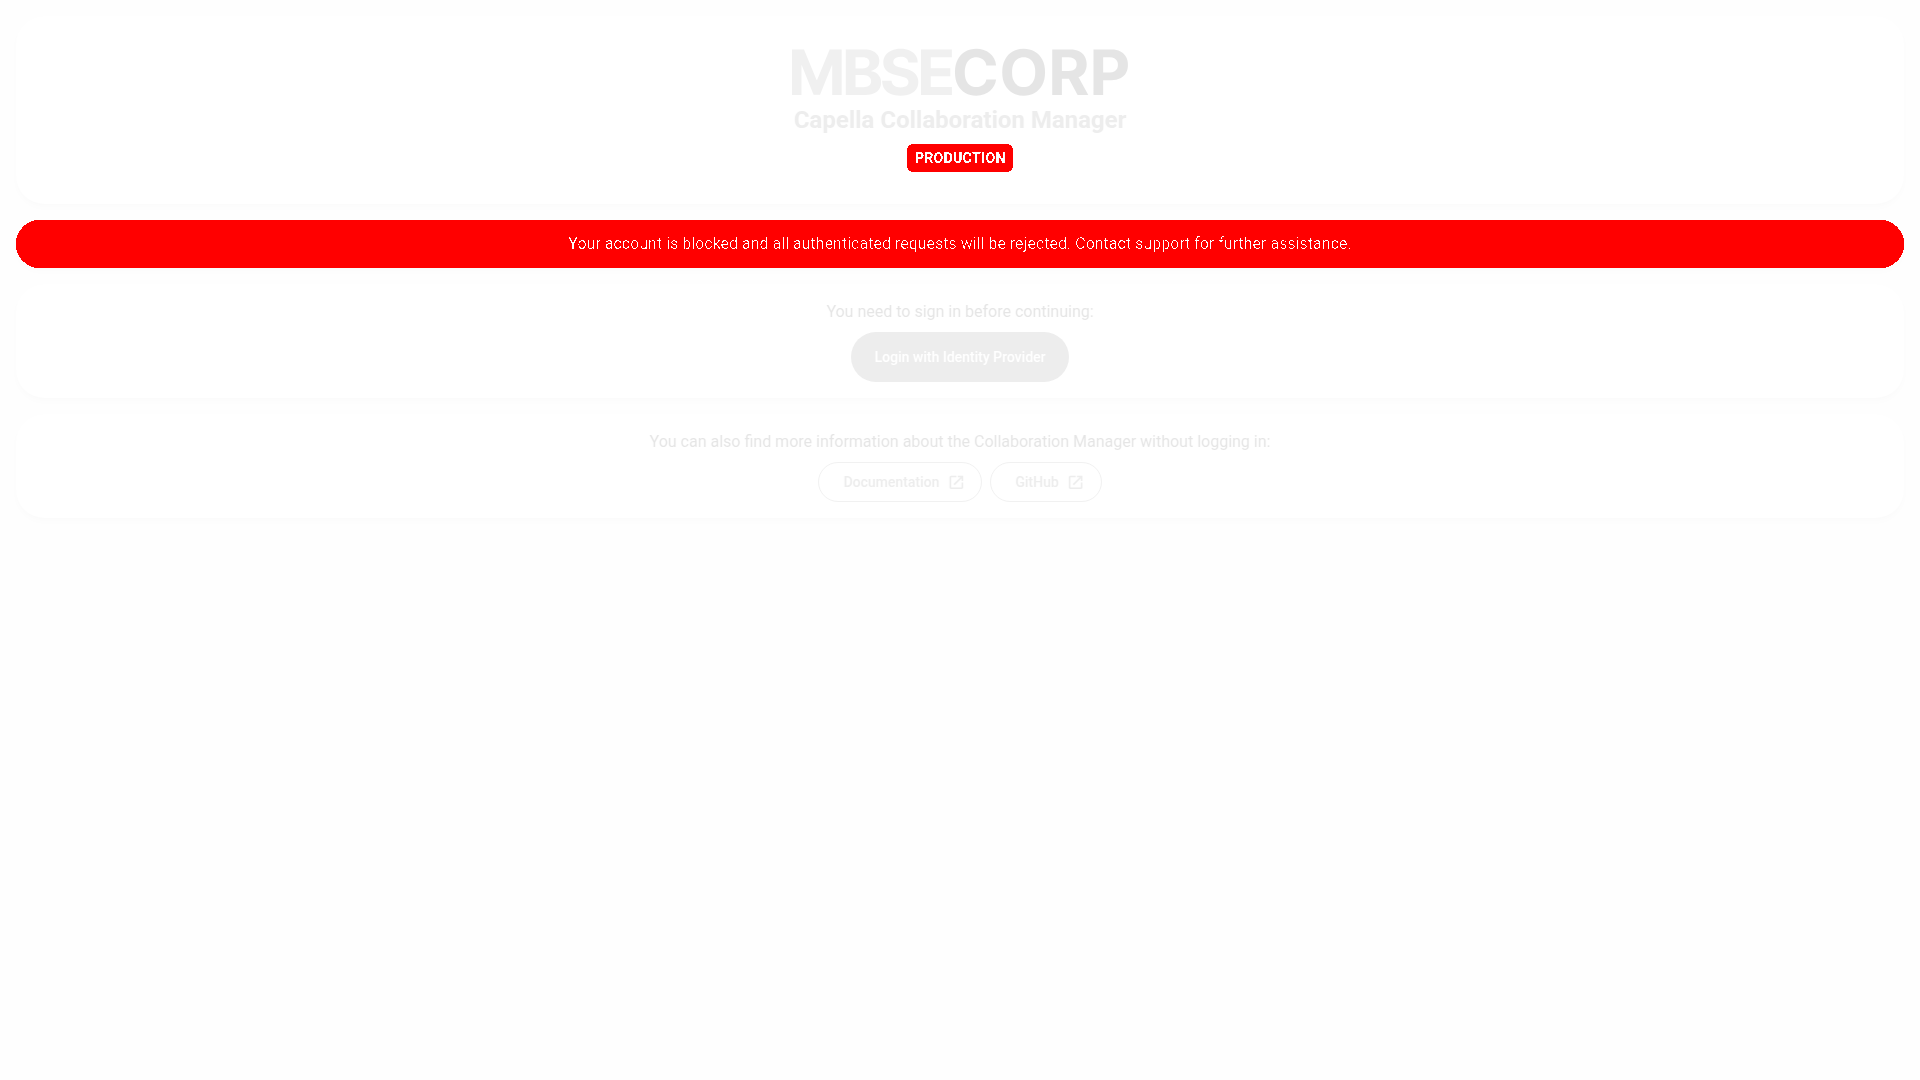 MBSECORP
Capella Collaboration Manager
PRODUCTION
Your account is blocked and all authenticated requests will be rejected. Contact support for further assistance.
You need to sign in before continuing:
Login with Identity Provider
You can also find more information about the Collaboration Manager without logging in:
Documentation GitHub